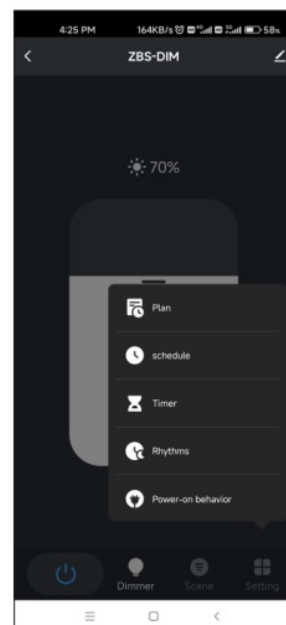 4:25 PM 164KB/s 58%
ZBS-DIM
70%
Plan
schedule
Timer
Rhythms
Power-on behavior
Dimmer Scene Setting